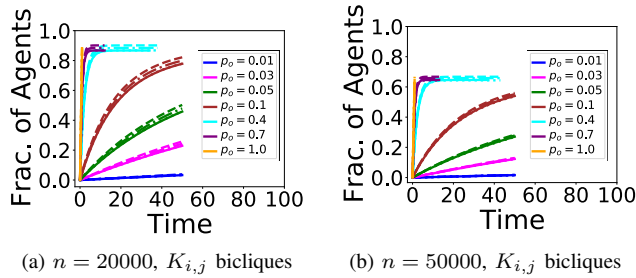 Frac. of Agents
1.0
0.8
0.6
0.4
0.2
0.0
p_o = 0.01
p_o = 0.03
p_o = 0.05
p_o = 0.1
p_o = 0.4
p_o = 0.7
p_o = 1.0
0 20 40 60 80 100
Time
(a) n = 20000, K_{i,j} bicliques
Frac. of Agents
1.0
0.8
0.6
0.4
0.2
0.0
p_o = 0.01
p_o = 0.03
p_o = 0.05
p_o = 0.1
p_o = 0.4
p_o = 0.7
p_o = 1.0
0 20 40 60 80 100
Time
(b) n = 50000, K_{i,j} bicliques